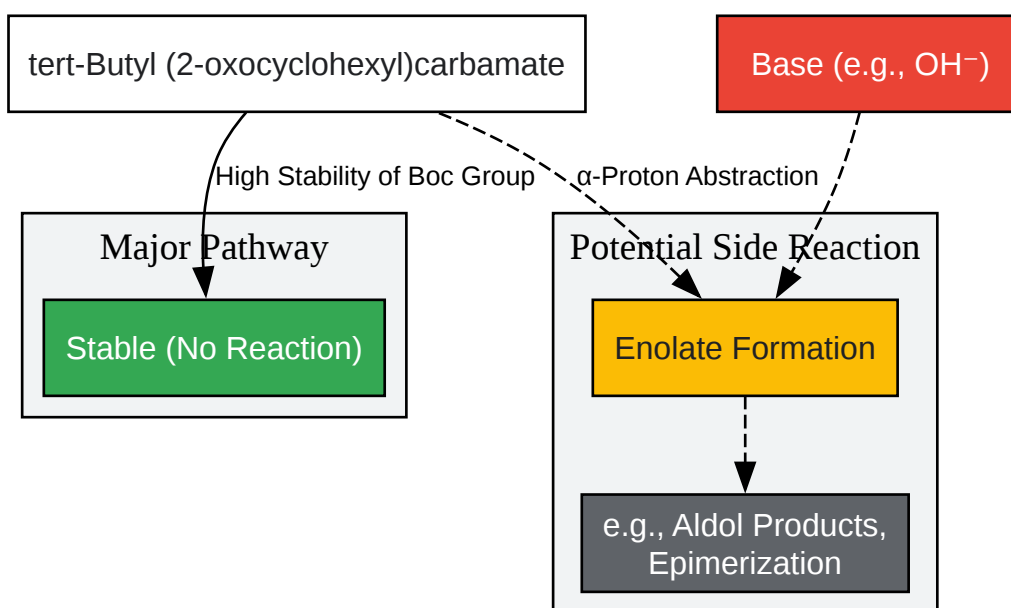 tert-Butyl (2-oxocyclohexyl)carbamate
Base (e.g., OH⁻)
High Stability of Boc Group
α-Proton Abstraction
Major Pathway
Potential Side Reaction
Stable (No Reaction)
Enolate Formation
e.g., Aldol Products,
Epimerization